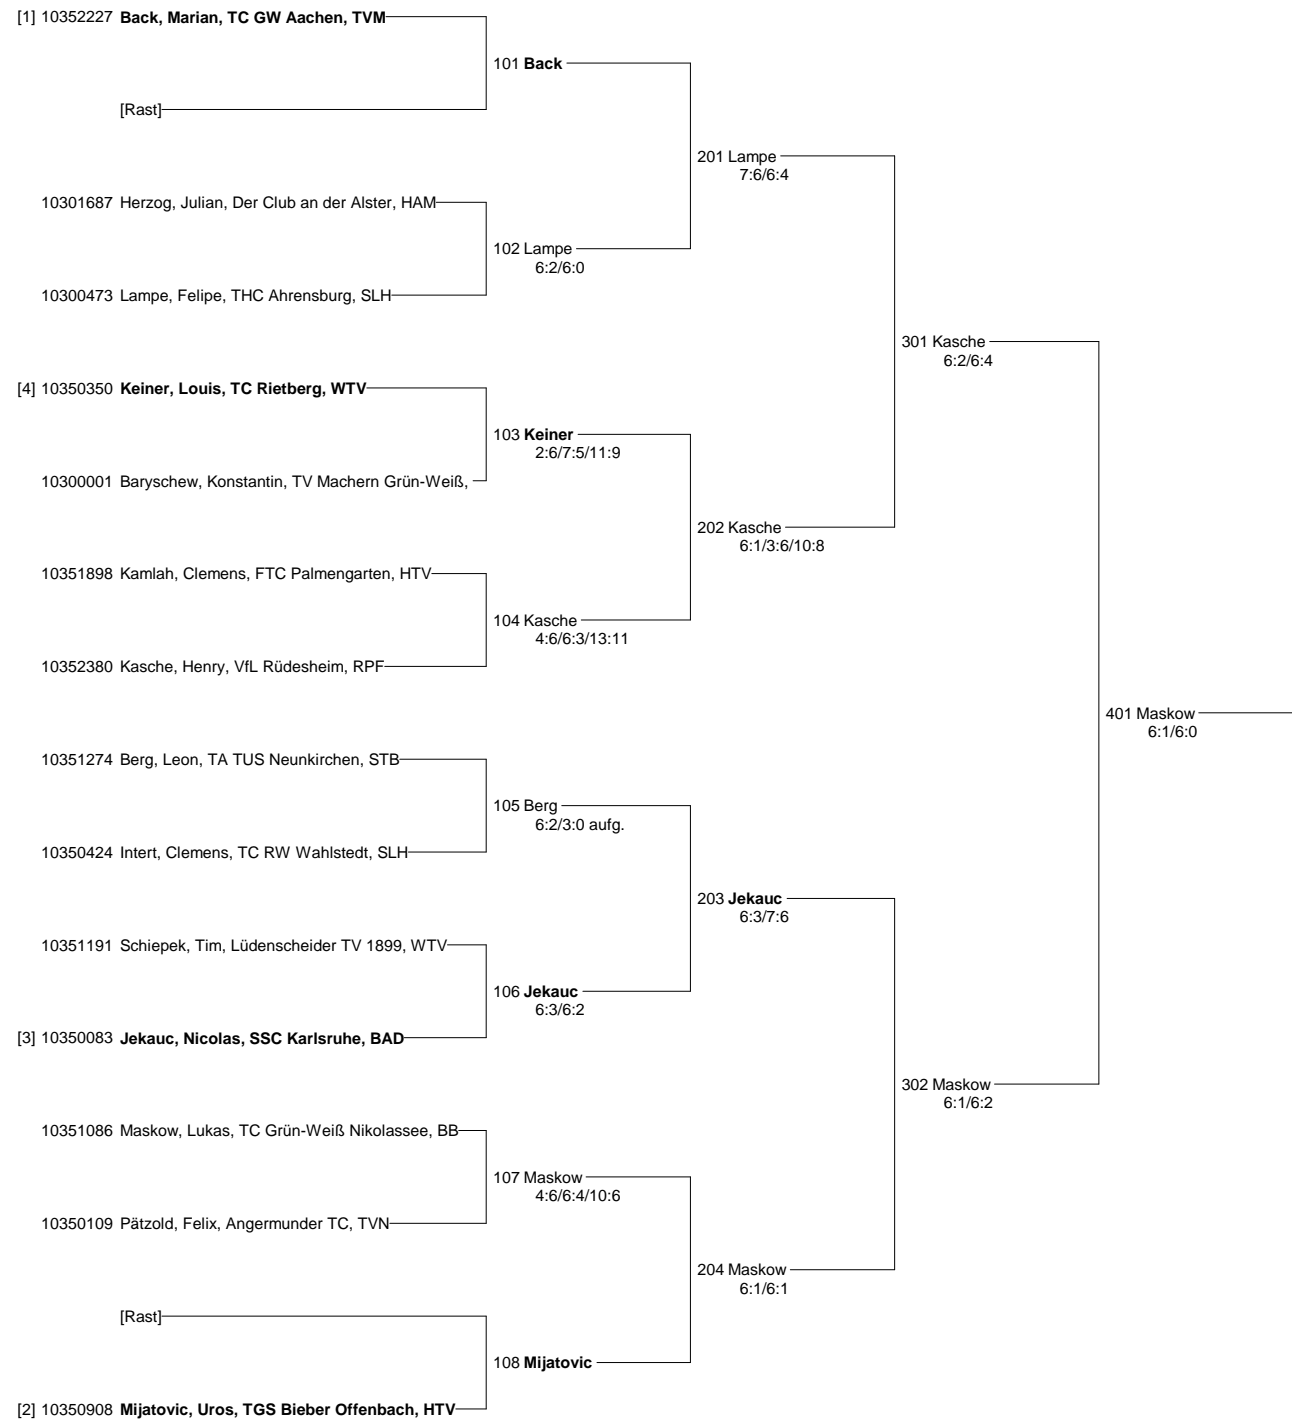 [1] 10352227 Back, Marian, TC GW Aachen, TVM
101 Back
[Rast]
201 Lampe
7:6/6:4
10301687 Herzog, Julian, Der Club an der Alster, HAM
102 Lampe
6:2/6:0
10300473 Lampe, Felipe, THC Ahrensburg, SLH
301 Kasche
6:2/6:4
[4] 10350350 Keiner, Louis, TC Rietberg, WTV
103 Keiner
2:6/7:5/11:9
10300001 Baryschew, Konstantin, TV Machern Grün-Weiß,
202 Kasche
6:1/3:6/10:8
10351898 Kamlah, Clemens, FTC Palmengarten, HTV
104 Kasche
4:6/6:3/13:11
10352380 Kasche, Henry, VfL Rüdesheim, RPF
401 Maskow
6:1/6:0
10351274 Berg, Leon, TA TUS Neunkirchen, STB
105 Berg
6:2/3:0 aufg.
10350424 Intert, Clemens, TC RW Wahlstedt, SLH
203 Jekauc
6:3/7:6
10351191 Schiepek, Tim, Lüdenscheider TV 1899, WTV
106 Jekauc
6:3/6:2
[3] 10350083 Jekauc, Nicolas, SSC Karlsruhe, BAD
302 Maskow
6:1/6:2
10351086 Maskow, Lukas, TC Grün-Weiß Nikolassee, BB
107 Maskow
4:6/6:4/10:6
10350109 Pätzold, Felix, Angermunder TC, TVN
204 Maskow
6:1/6:1
[Rast]
108 Mijatovic
[2] 10350908 Mijatovic, Uros, TGS Bieber Offenbach, HTV